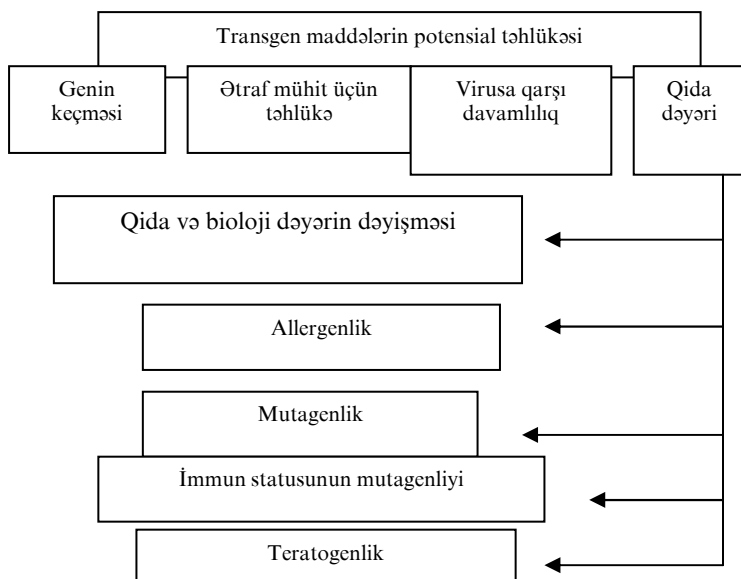 Transgen maddələrin potensial təhlükəsi
Genin
keçməsi
Ətraf mühit üçün
təhlükə
Virusa qarşı
davamlılıq
Qida
dəyəri
Qida və bioloji dəyərin dəyişməsi
Allergenlik
Mutagenlik
İmmun statusunun mutagenliyi
Teratogenlik